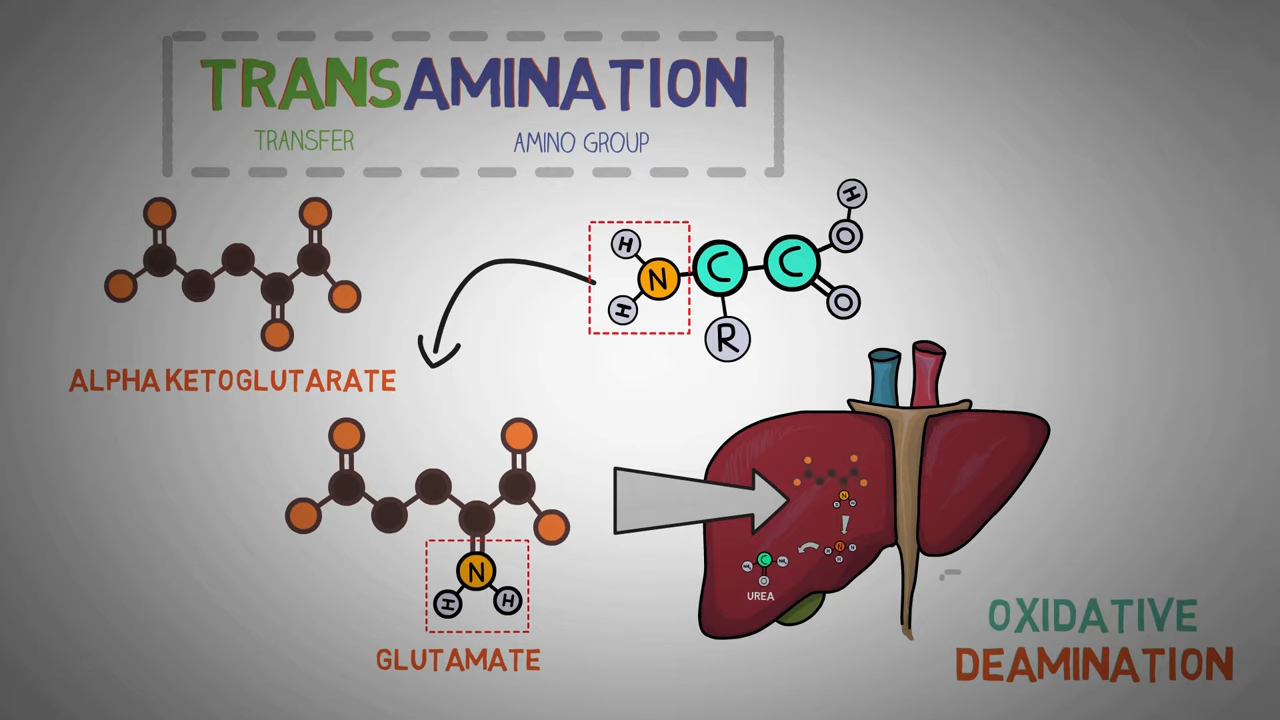 TRANSAMINATION
TRANSFER AMINO GROUP
H
H
N C C O
H O
R
ALPHA KETOGLUTARATE
N
H H
GLUTAMATE
UREA
OXIDATIVE
DEAMINATION